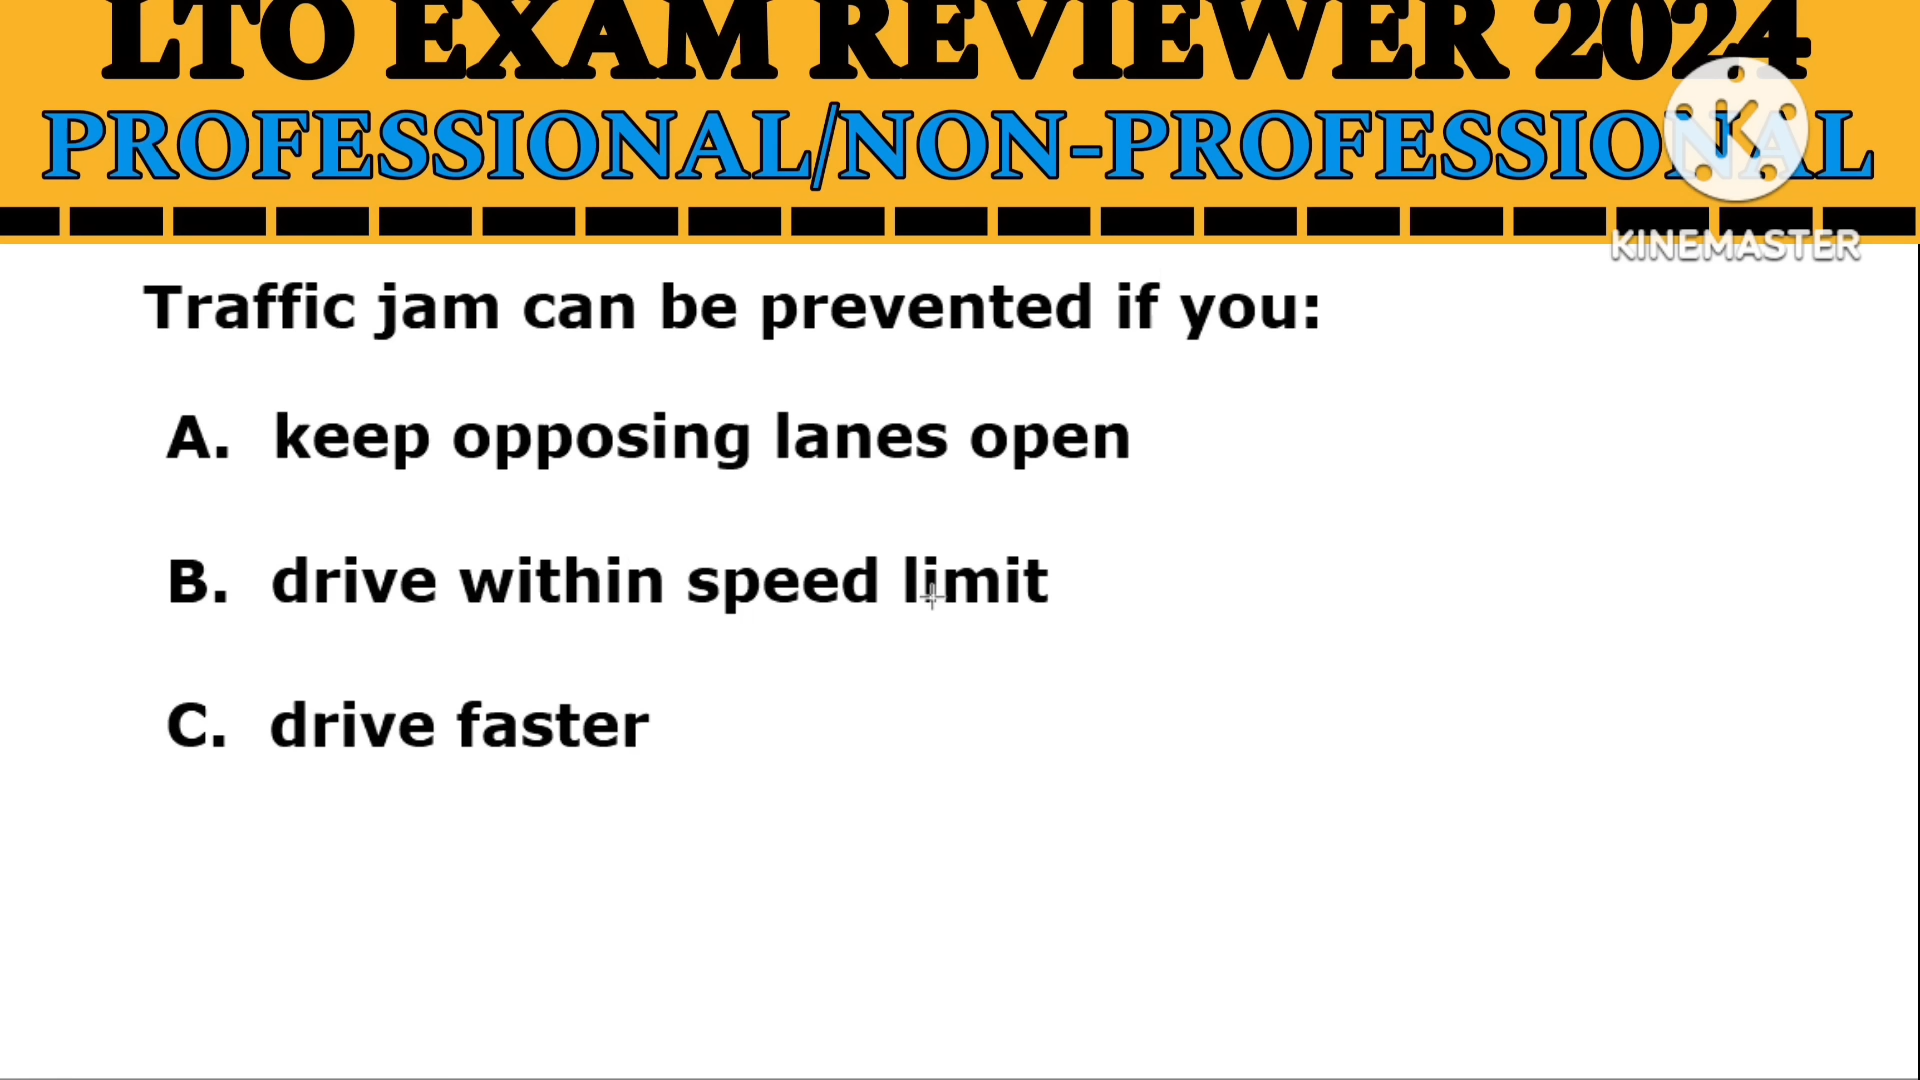 LTO EXAM REVIEWER 2024
PROFESSIONAL/NON-PROFESSIONAL
KINEMASTER
Traffic jam can be prevented if you:
A. keep opposing lanes open
B. drive within speed limit
C. drive faster